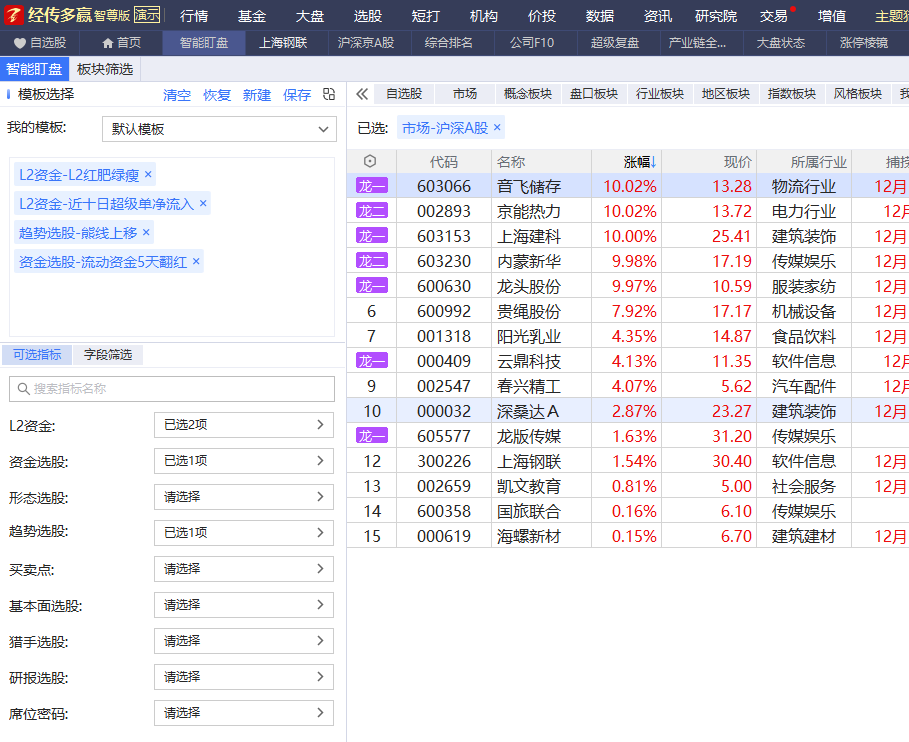 经传多赢 智尊版 演示 行情 基金 大盘 选股 短打 机构 价投 数据 资讯 研究院 交易 增值
自选股 首页 智能盯盘 上海钢联 沪深京A股 综合排名 公司F10 超级复盘 产业链全... 大盘状态 涨停棱镜
智能盯盘 板块筛选
模板选择 清空 恢复 新建 保存
我的模板: 默认模板
L2资金-L2红肥绿瘦 ×
L2资金-近十日超级单净流入 ×
趋势选股-熊线上移 ×
资金选股-流动资金5天翻红 ×
可选指标 字段筛选
搜索指标名称
L2资金: 已选2项
资金选股: 已选1项
形态选股: 请选择
趋势选股: 已选1项
买卖点: 请选择
基本面选股: 请选择
猎手选股: 请选择
研报选股: 请选择
席位密码: 请选择
自选股 市场 概念板块 盘口板块 行业板块 地区板块 指数板块 风格板块
已选: 市场-沪深A股 ×
代码 名称 涨幅↓ 现价 所属行业
龙一 603066 音飞储存 10.02% 13.28 物流行业 12月
龙二 002893 京能热力 10.02% 13.72 电力行业 12
龙一 603153 上海建科 10.00% 25.41 建筑装饰 12月
龙二 603230 内蒙新华 9.98% 17.19 传媒娱乐 12月
龙一 600630 龙头股份 9.97% 10.59 服装家纺 12月
6 600992 贵绳股份 7.92% 17.17 机械设备 12月
7 001318 阳光乳业 4.35% 14.87 食品饮料 12月
龙一 000409 云鼎科技 4.13% 11.35 软件信息 12
9 002547 春兴精工 4.07% 5.62 汽车配件 12
10 000032 深桑达A 2.87% 23.27 建筑装饰 12月
龙一 605577 龙版传媒 1.63% 31.20 传媒娱乐
12 300226 上海钢联 1.54% 30.40 软件信息 12月
13 002659 凯文教育 0.81% 5.00 社会服务 12月
14 600358 国旅联合 0.16% 6.10 传媒娱乐
15 000619 海螺新材 0.15% 6.70 建筑建材 12月